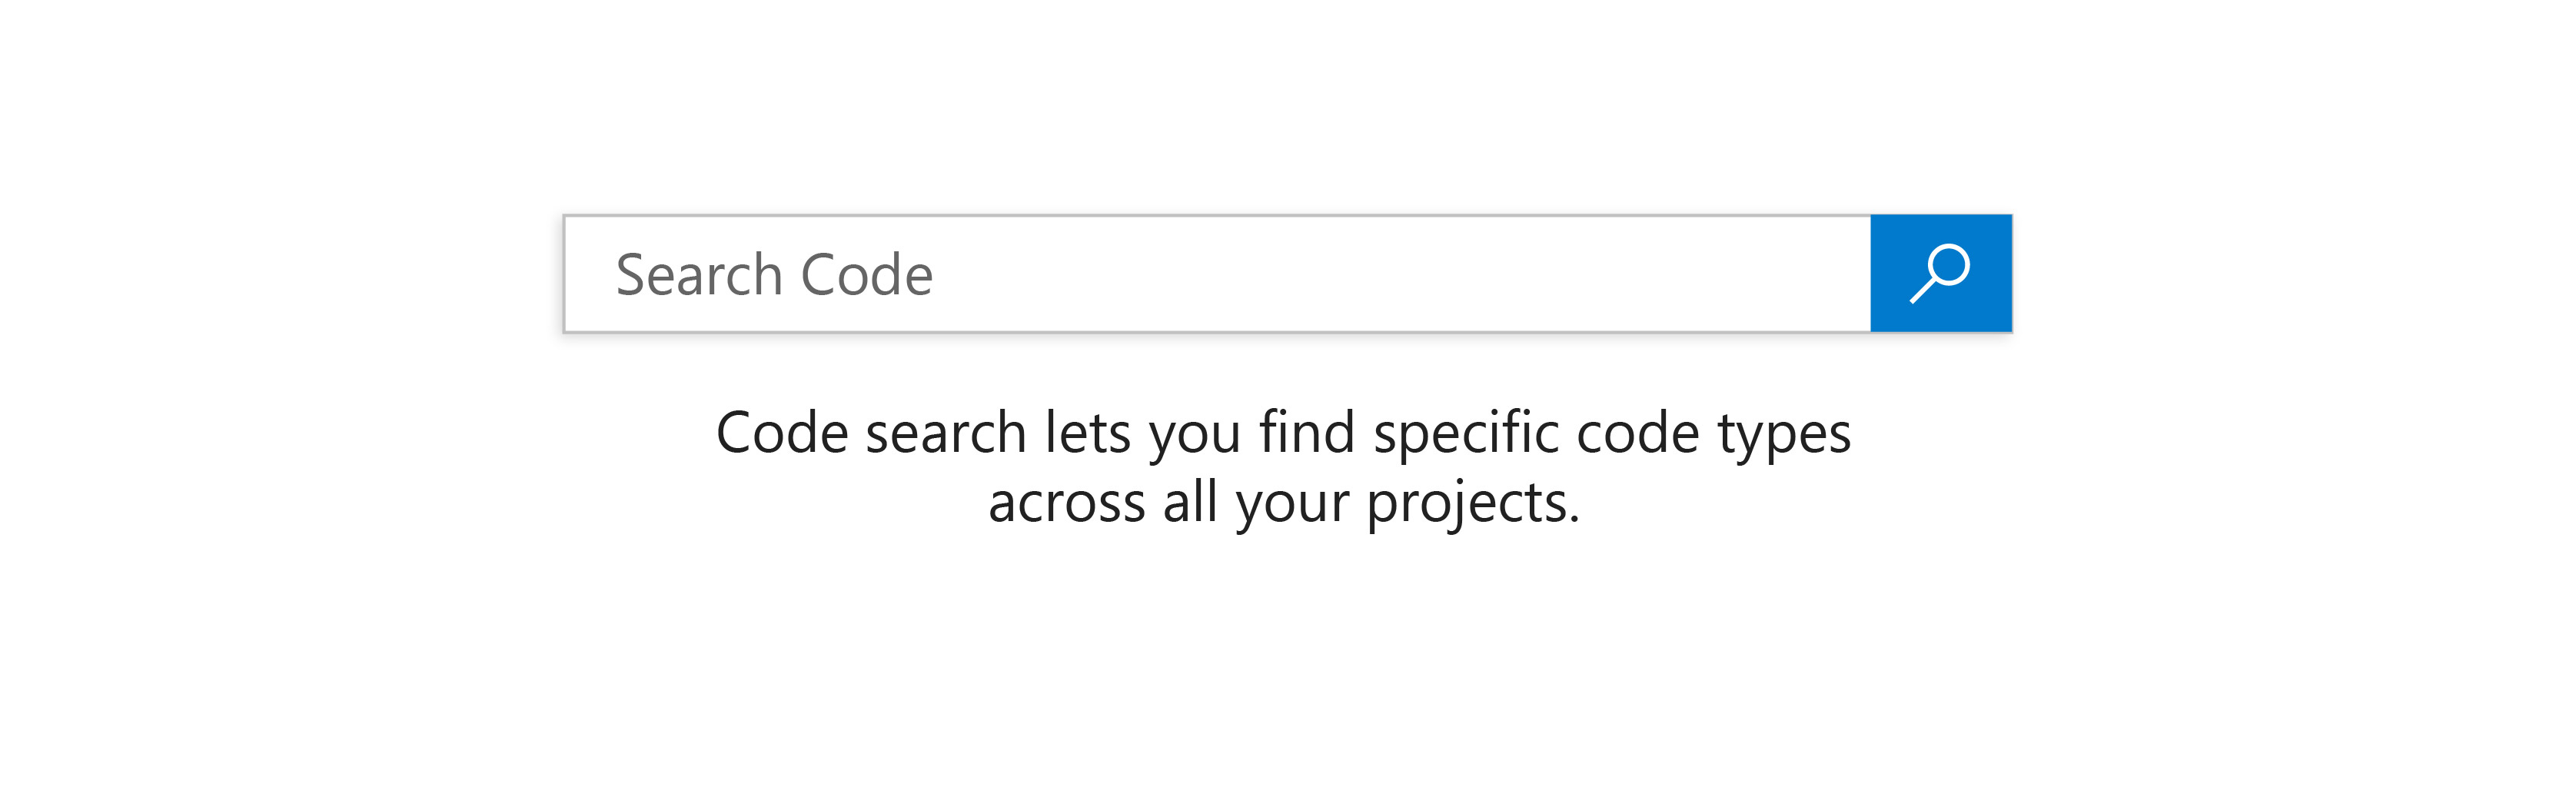 Search Code
Code search lets you find specific code types
across all your projects.